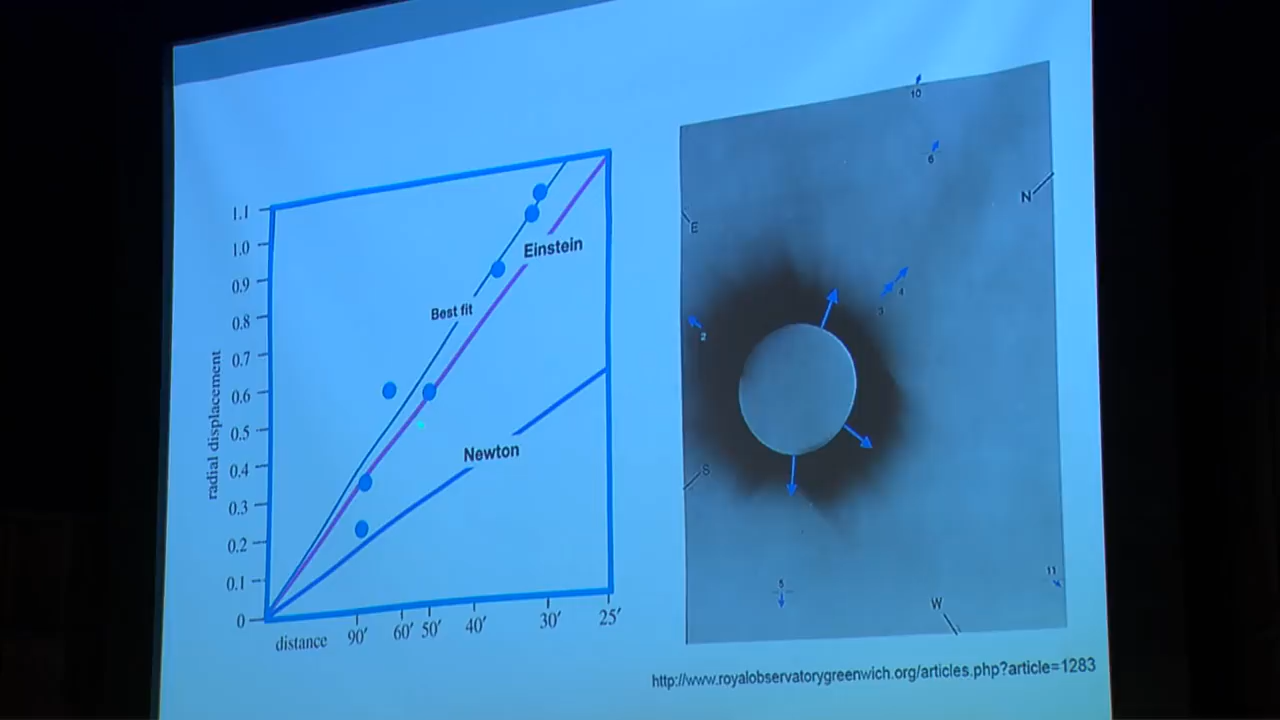 1.1
1.0
0.9
0.8
0.7
0.6
0.5
0.4
0.3
0.2
0.1
0
radial displacement
Best fit
Einstein
Newton
distance 90′ 60′ 50′ 40′ 30′ 25′
10
6
N
E
4
3
2
S
5
11
W
http://www.royalobservatorygreenwich.org/articles.php?article=1283